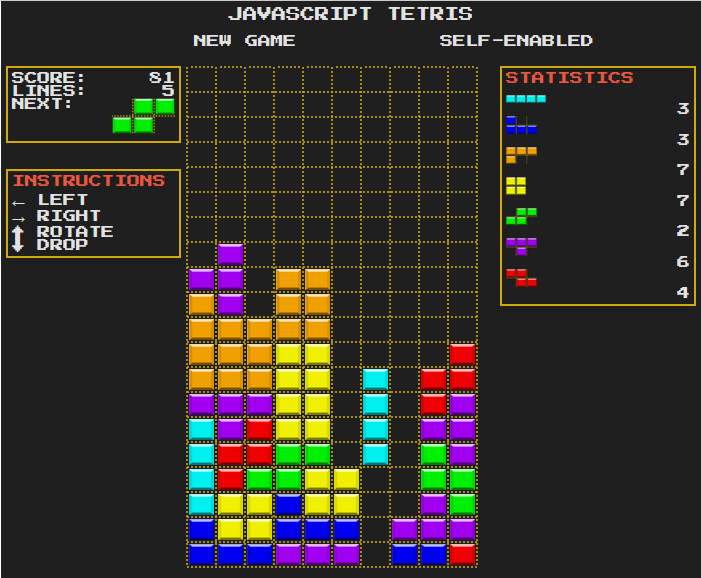 JAVASCRIPT TETRIS
NEW GAME SELF-ENABLED
SCORE: 81
LINES: 5
NEXT:
INSTRUCTIONS
← LEFT
→ RIGHT
↑ ROTATE
↓ DROP
STATISTICS
3
3
7
7
2
6
4